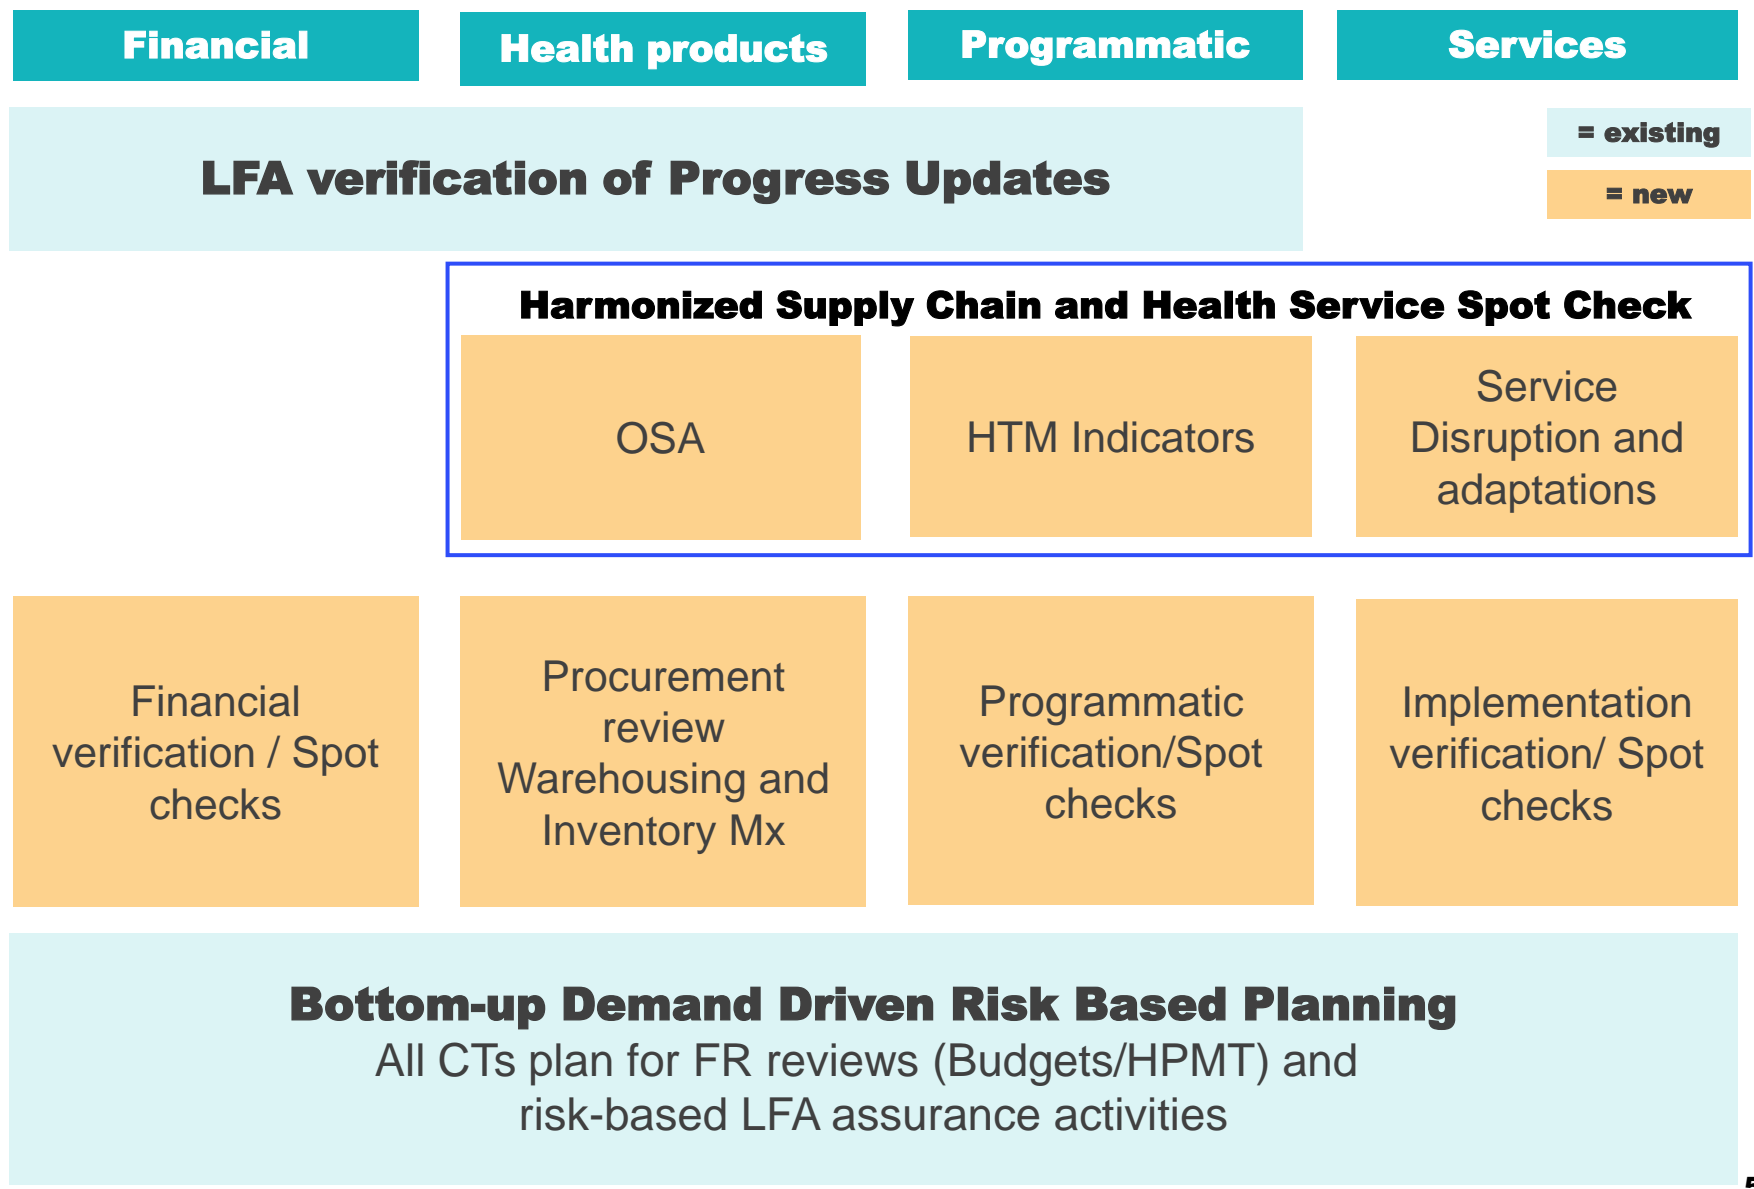 Financial
Health products
Programmatic
Services
LFA verification of Progress Updates
= existing
= new
Harmonized Supply Chain and Health Service Spot Check
OSA
HTM Indicators
Service
Disruption and
adaptations
Financial
verification / Spot
checks
Procurement
review
Warehousing and
Inventory Mx
Programmatic
verification/Spot
checks
Implementation
verification/ Spot
checks
Bottom-up Demand Driven Risk Based Planning
All CTs plan for FR reviews (Budgets/HPMT) and
risk-based LFA assurance activities